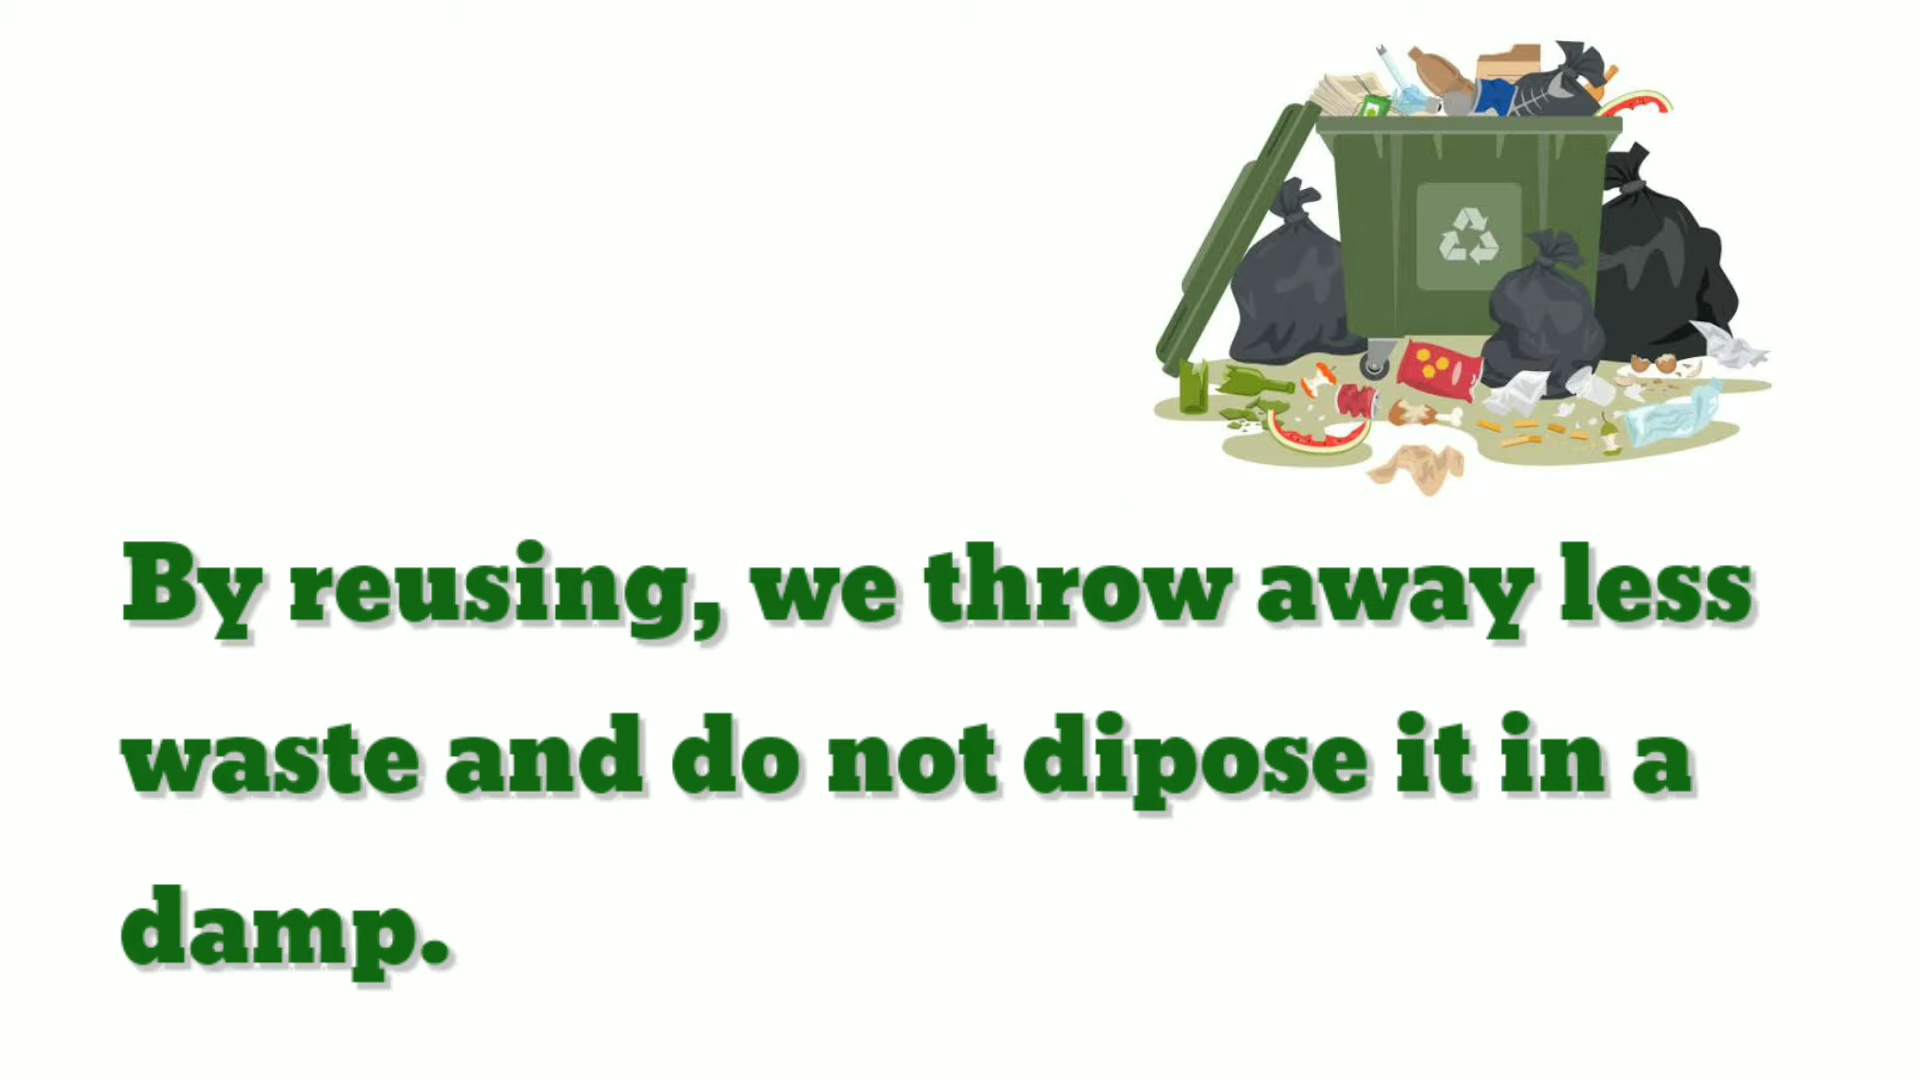 By reusing, we throw away less
waste and do not dipose it in a
damp.